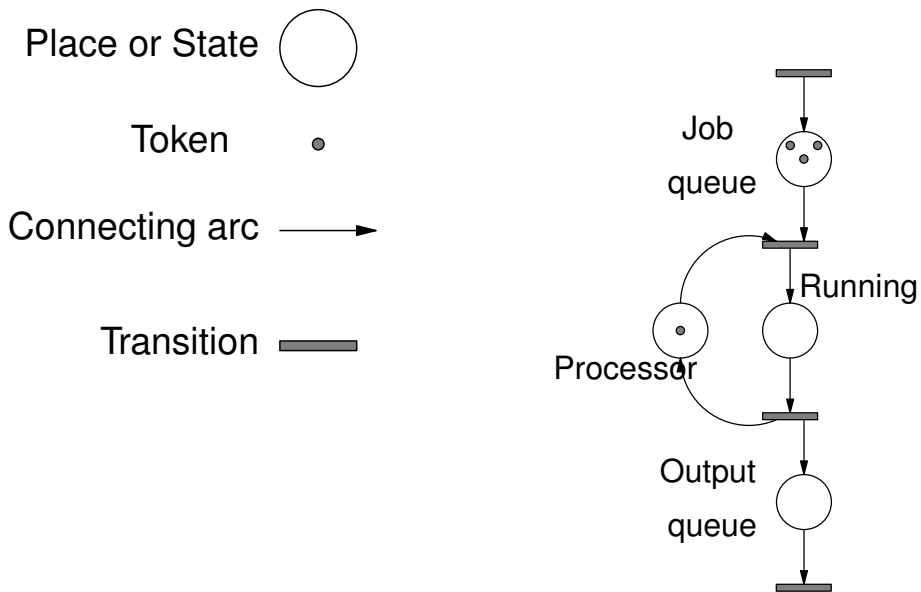 Place or State
Token
Connecting arc
Transition
Job
queue
Running
Processor
Output
queue